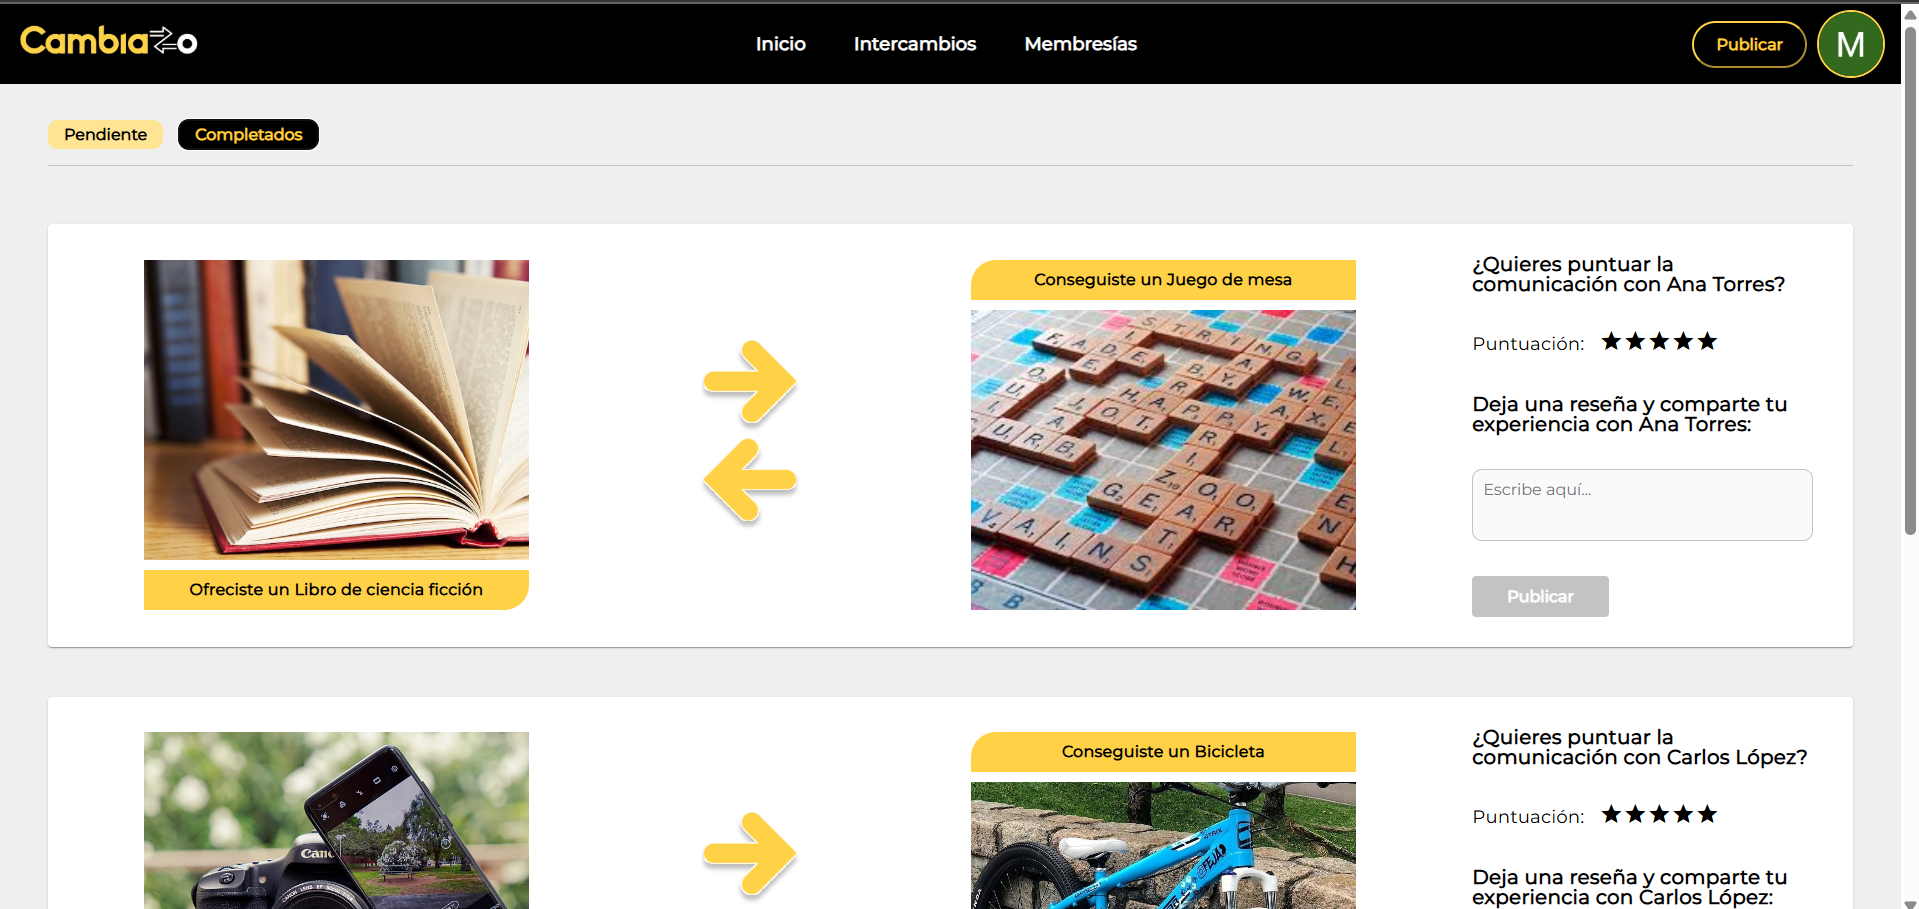 Cambiazo
Inicio
Intercambios
Membresías
Publicar
M
Pendiente
Completados
Ofreciste un Libro de ciencia ficción
Conseguiste un Juego de mesa
¿Quieres puntuar la
comunicación con Ana Torres?
Puntuación: ★★★★★
Deja una reseña y comparte tu
experiencia con Ana Torres:
Escribe aquí...
Publicar
Conseguiste un Bicicleta
¿Quieres puntuar la
comunicación con Carlos López?
Puntuación: ★★★★★
Deja una reseña y comparte tu
experiencia con Carlos López: